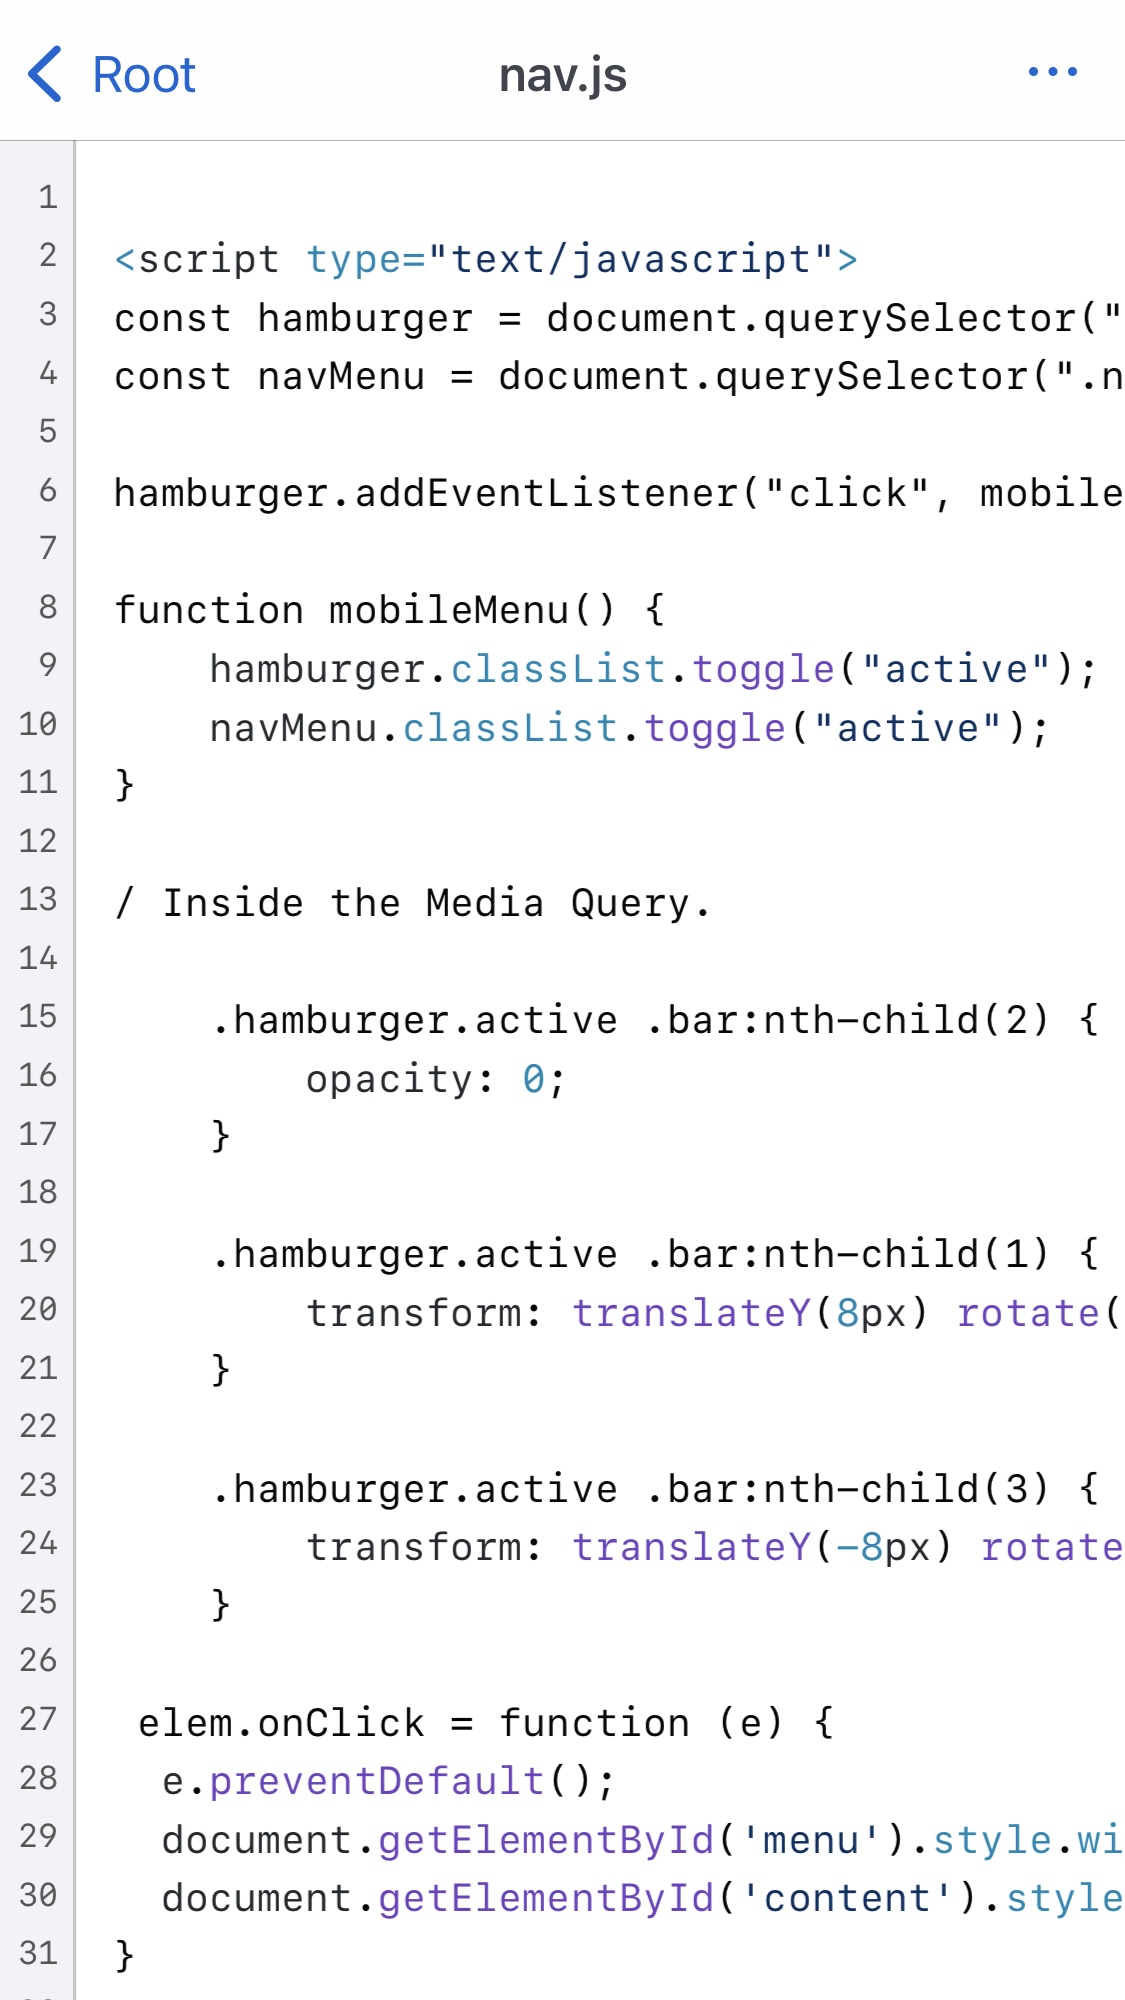 Root nav.js ...
1
2 <script type="text/javascript">
3 const hamburger = document.querySelector("
4 const navMenu = document.querySelector(".n
5
6 hamburger.addEventListener("click", mobile
7
8 function mobileMenu() {
9     hamburger.classList.toggle("active");
10     navMenu.classList.toggle("active");
11 }
12
13 / Inside the Media Query.
14
15     .hamburger.active .bar:nth-child(2) {
16         opacity: 0;
17     }
18
19     .hamburger.active .bar:nth-child(1) {
20         transform: translateY(8px) rotate(
21     }
22
23     .hamburger.active .bar:nth-child(3) {
24         transform: translateY(-8px) rotate
25     }
26
27  elem.onClick = function (e) {
28   e.preventDefault();
29   document.getElementById('menu').style.wi
30   document.getElementById('content').style
31 }